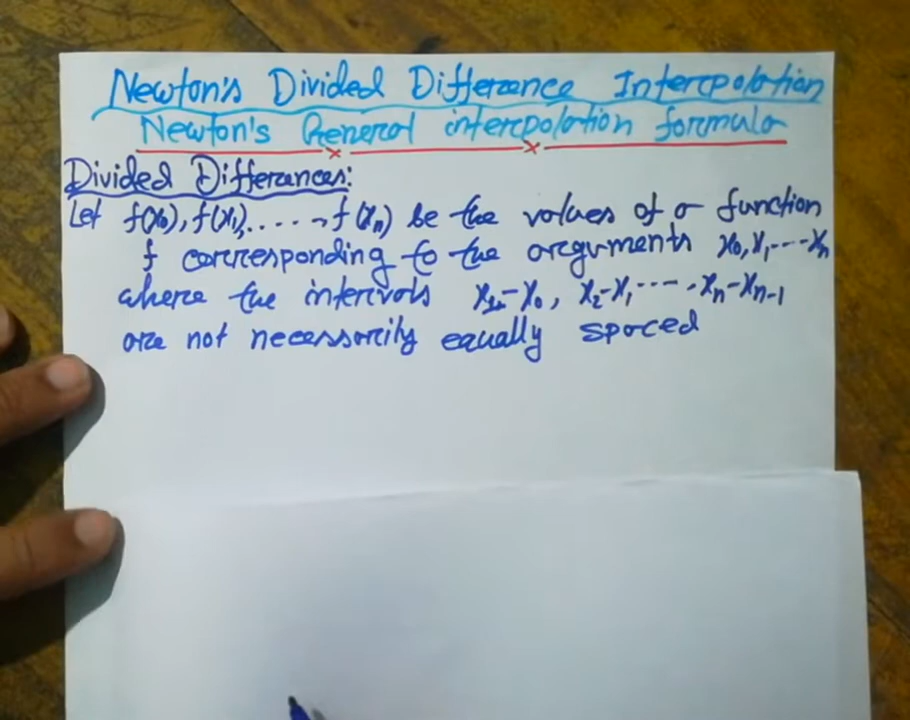 Newton's Divided Difference Interpolation
Newton's General interpolation formula
Divided Differences:
Let f(x₀), f(x₁), ....., f(xₙ) be the values of a function
f corresponding to the arguments x₀, x₁, ... xₙ
where the intervals x₁-x₀, x₂-x₁, .... xₙ-xₙ₋₁
are not necessarily equally spaced